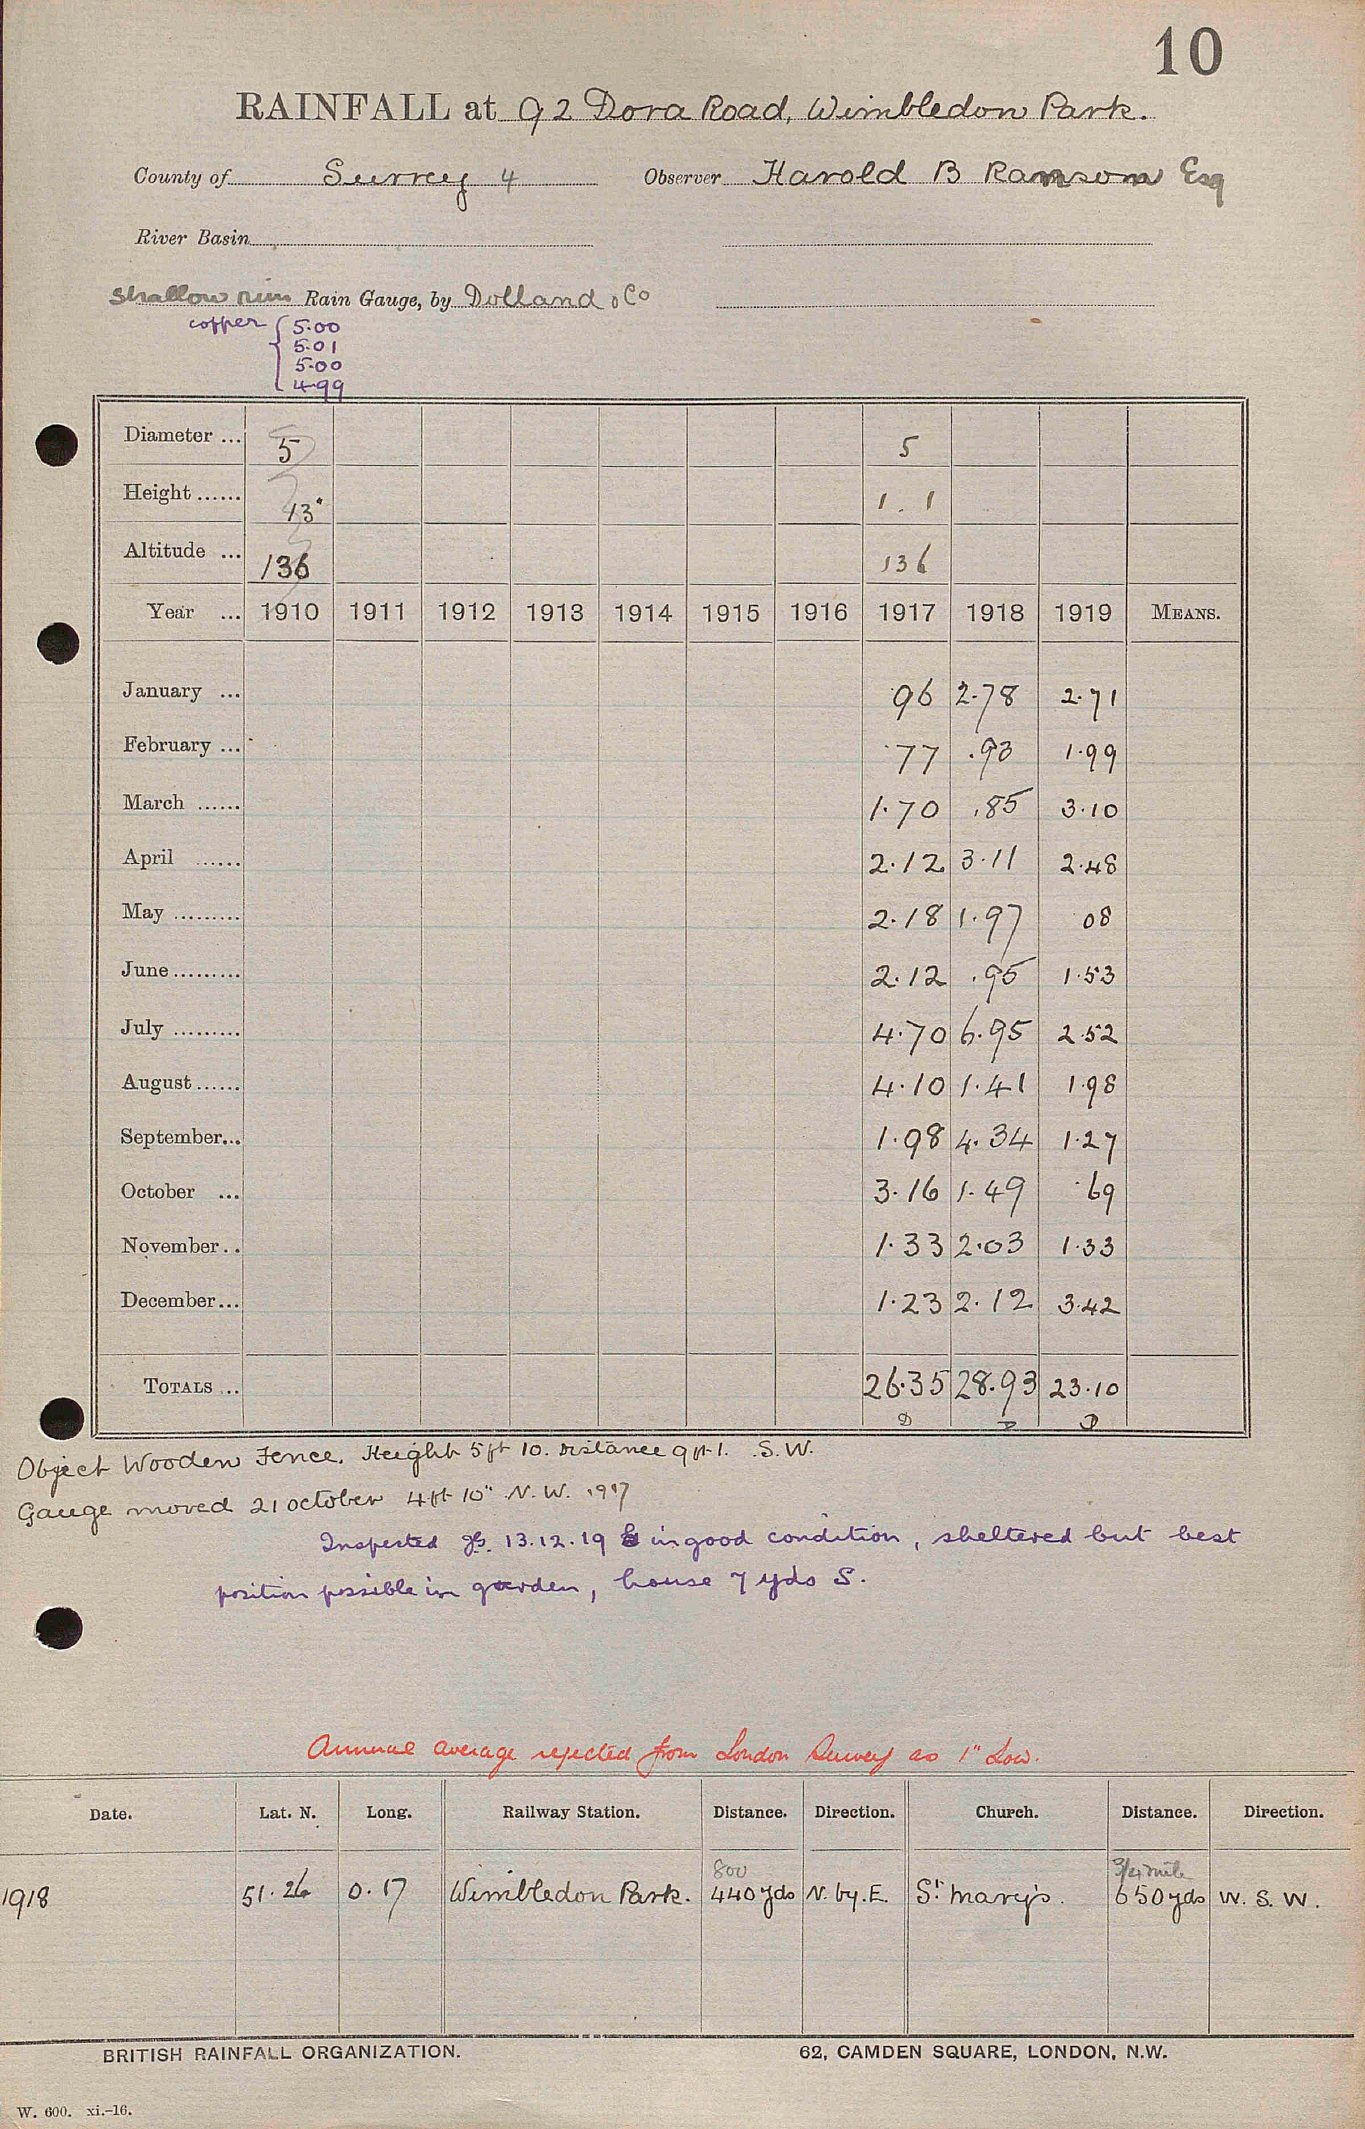 10
RAINFALL at 92 Dora Road, Wimbledon Park.
County of Surrey 4 Observer Harold B Ransom Esq
River Basin
Shallow rim Rain Gauge, by Dolland & Co
copper { 5.00
5.01
5.00
4.99
Diameter ... 5 5
Height ...... 13" 1.1
Altitude ... 136 136
Year ... 1910 1911 1912 1913 1914 1915 1916 1917 1918 1919 MEANS.
January ... .96 2.78 2.71
February ... .77 .93 1.99
March ...... 1.70 .85 3.10
April ...... 2.12 3.11 2.48
May ......... 2.18 1.97 .08
June ......... 2.12 .95 1.53
July ......... 4.70 6.95 2.52
August ...... 4.10 1.41 1.98
September... 1.98 4.34 1.27
October ... 3.16 1.49 .69
November .. 1.33 2.03 1.33
December... 1.23 2.12 3.42
TOTALS ... 26.35 28.93 23.10
D D D
Object Wooden Fence. Height 5ft 10. Distance 9ft 1. S.W.
Gauge moved 21 October 4ft 10" N.W. 1917
Inspected 13.12.19 in good condition, sheltered but best
position possible in garden, house 7 yds S.
Annual average rejected from London Survey as 1" Low.
Date. Lat. N. Long. Railway Station. Distance. Direction. Church. Distance. Direction.
800 3/4 mile
1918 51.26 0.17 Wimbledon Park. 440 yds N. by. E. St Mary's. 650 yds W. S. W.
BRITISH RAINFALL ORGANIZATION. 62, CAMDEN SQUARE, LONDON, N.W.
W. 600. xi.-16.